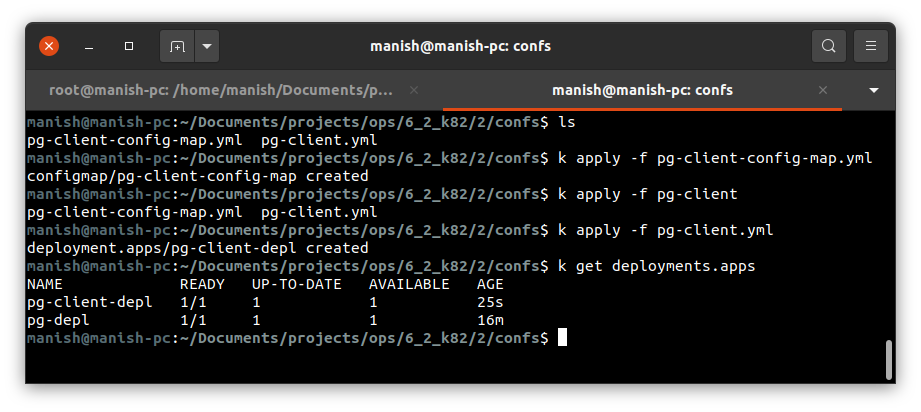 manish@manish-pc: confs
root@manish-pc: /home/manish/Documents/p...
manish@manish-pc: confs
manish@manish-pc:~/Documents/projects/ops/6_2_k82/2/confs$ ls
pg-client-config-map.yml  pg-client.yml
manish@manish-pc:~/Documents/projects/ops/6_2_k82/2/confs$ k apply -f pg-client-config-map.yml
configmap/pg-client-config-map created
manish@manish-pc:~/Documents/projects/ops/6_2_k82/2/confs$ k apply -f pg-client
pg-client-config-map.yml  pg-client.yml
manish@manish-pc:~/Documents/projects/ops/6_2_k82/2/confs$ k apply -f pg-client.yml
deployment.apps/pg-client-depl created
manish@manish-pc:~/Documents/projects/ops/6_2_k82/2/confs$ k get deployments.apps
NAME             READY   UP-TO-DATE   AVAILABLE   AGE
pg-client-depl   1/1     1            1           25s
pg-depl          1/1     1            1           16m
manish@manish-pc:~/Documents/projects/ops/6_2_k82/2/confs$